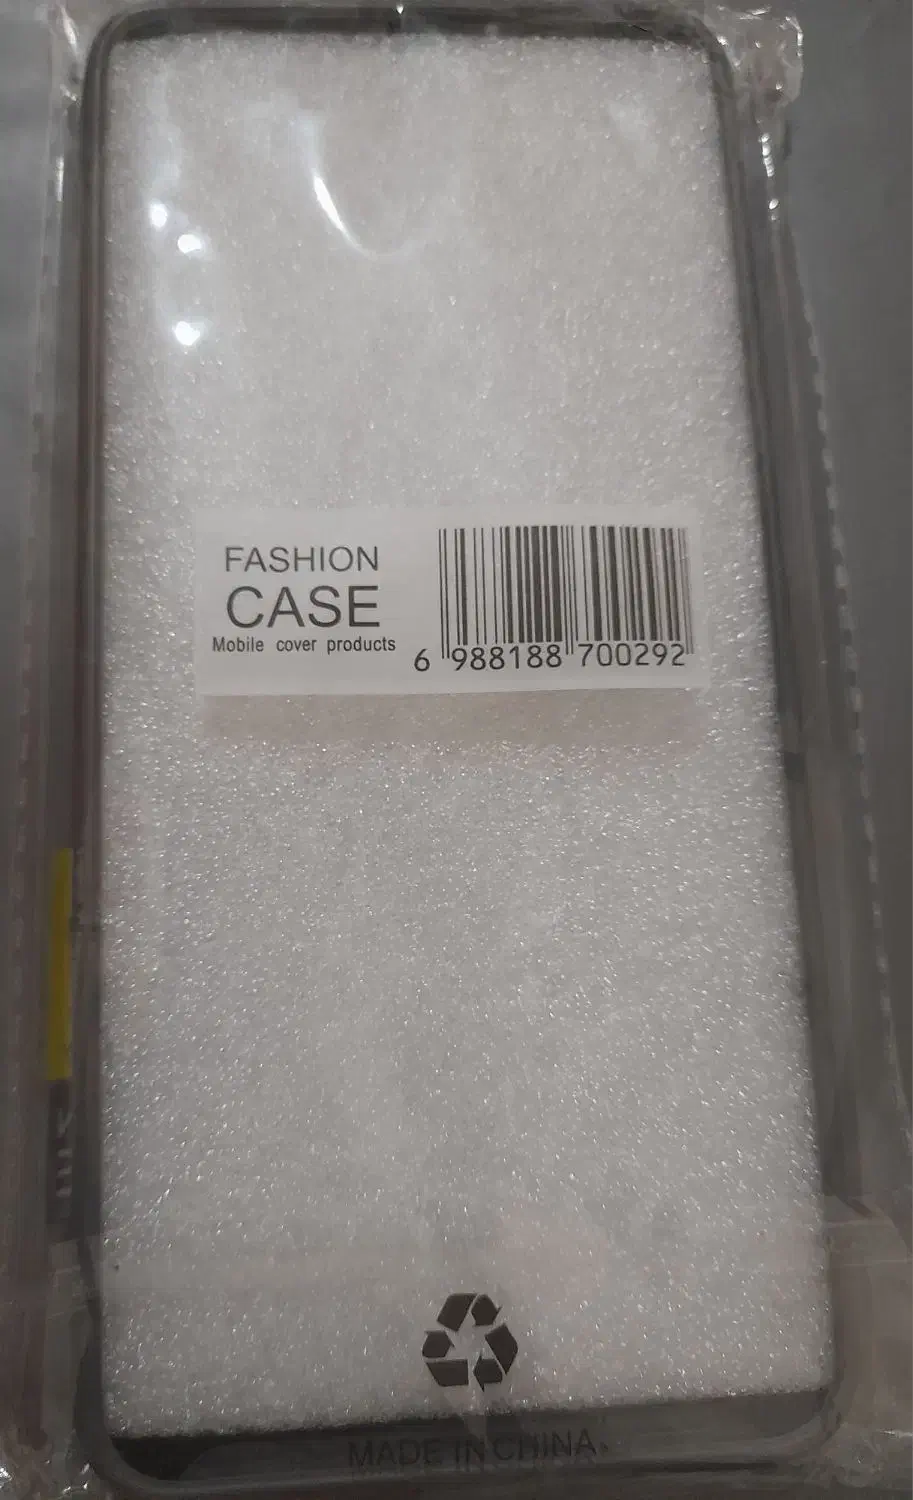 FASHION
CASE
Mobile cover products
6 988188 700292
MADE IN CHINA